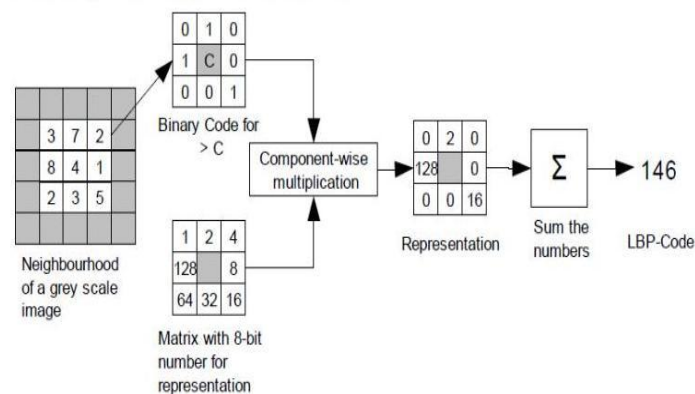 0 1 0
1 C 0
0 0 1
Binary Code for
> C
3 7 2
8 4 1
2 3 5
Neighbourhood
of a grey scale
image
1 2 4
128 8
64 32 16
Matrix with 8-bit
number for
representation
Component-wise
multiplication
0 2 0
128 0
0 0 16
Representation
Σ
Sum the
numbers
146
LBP-Code